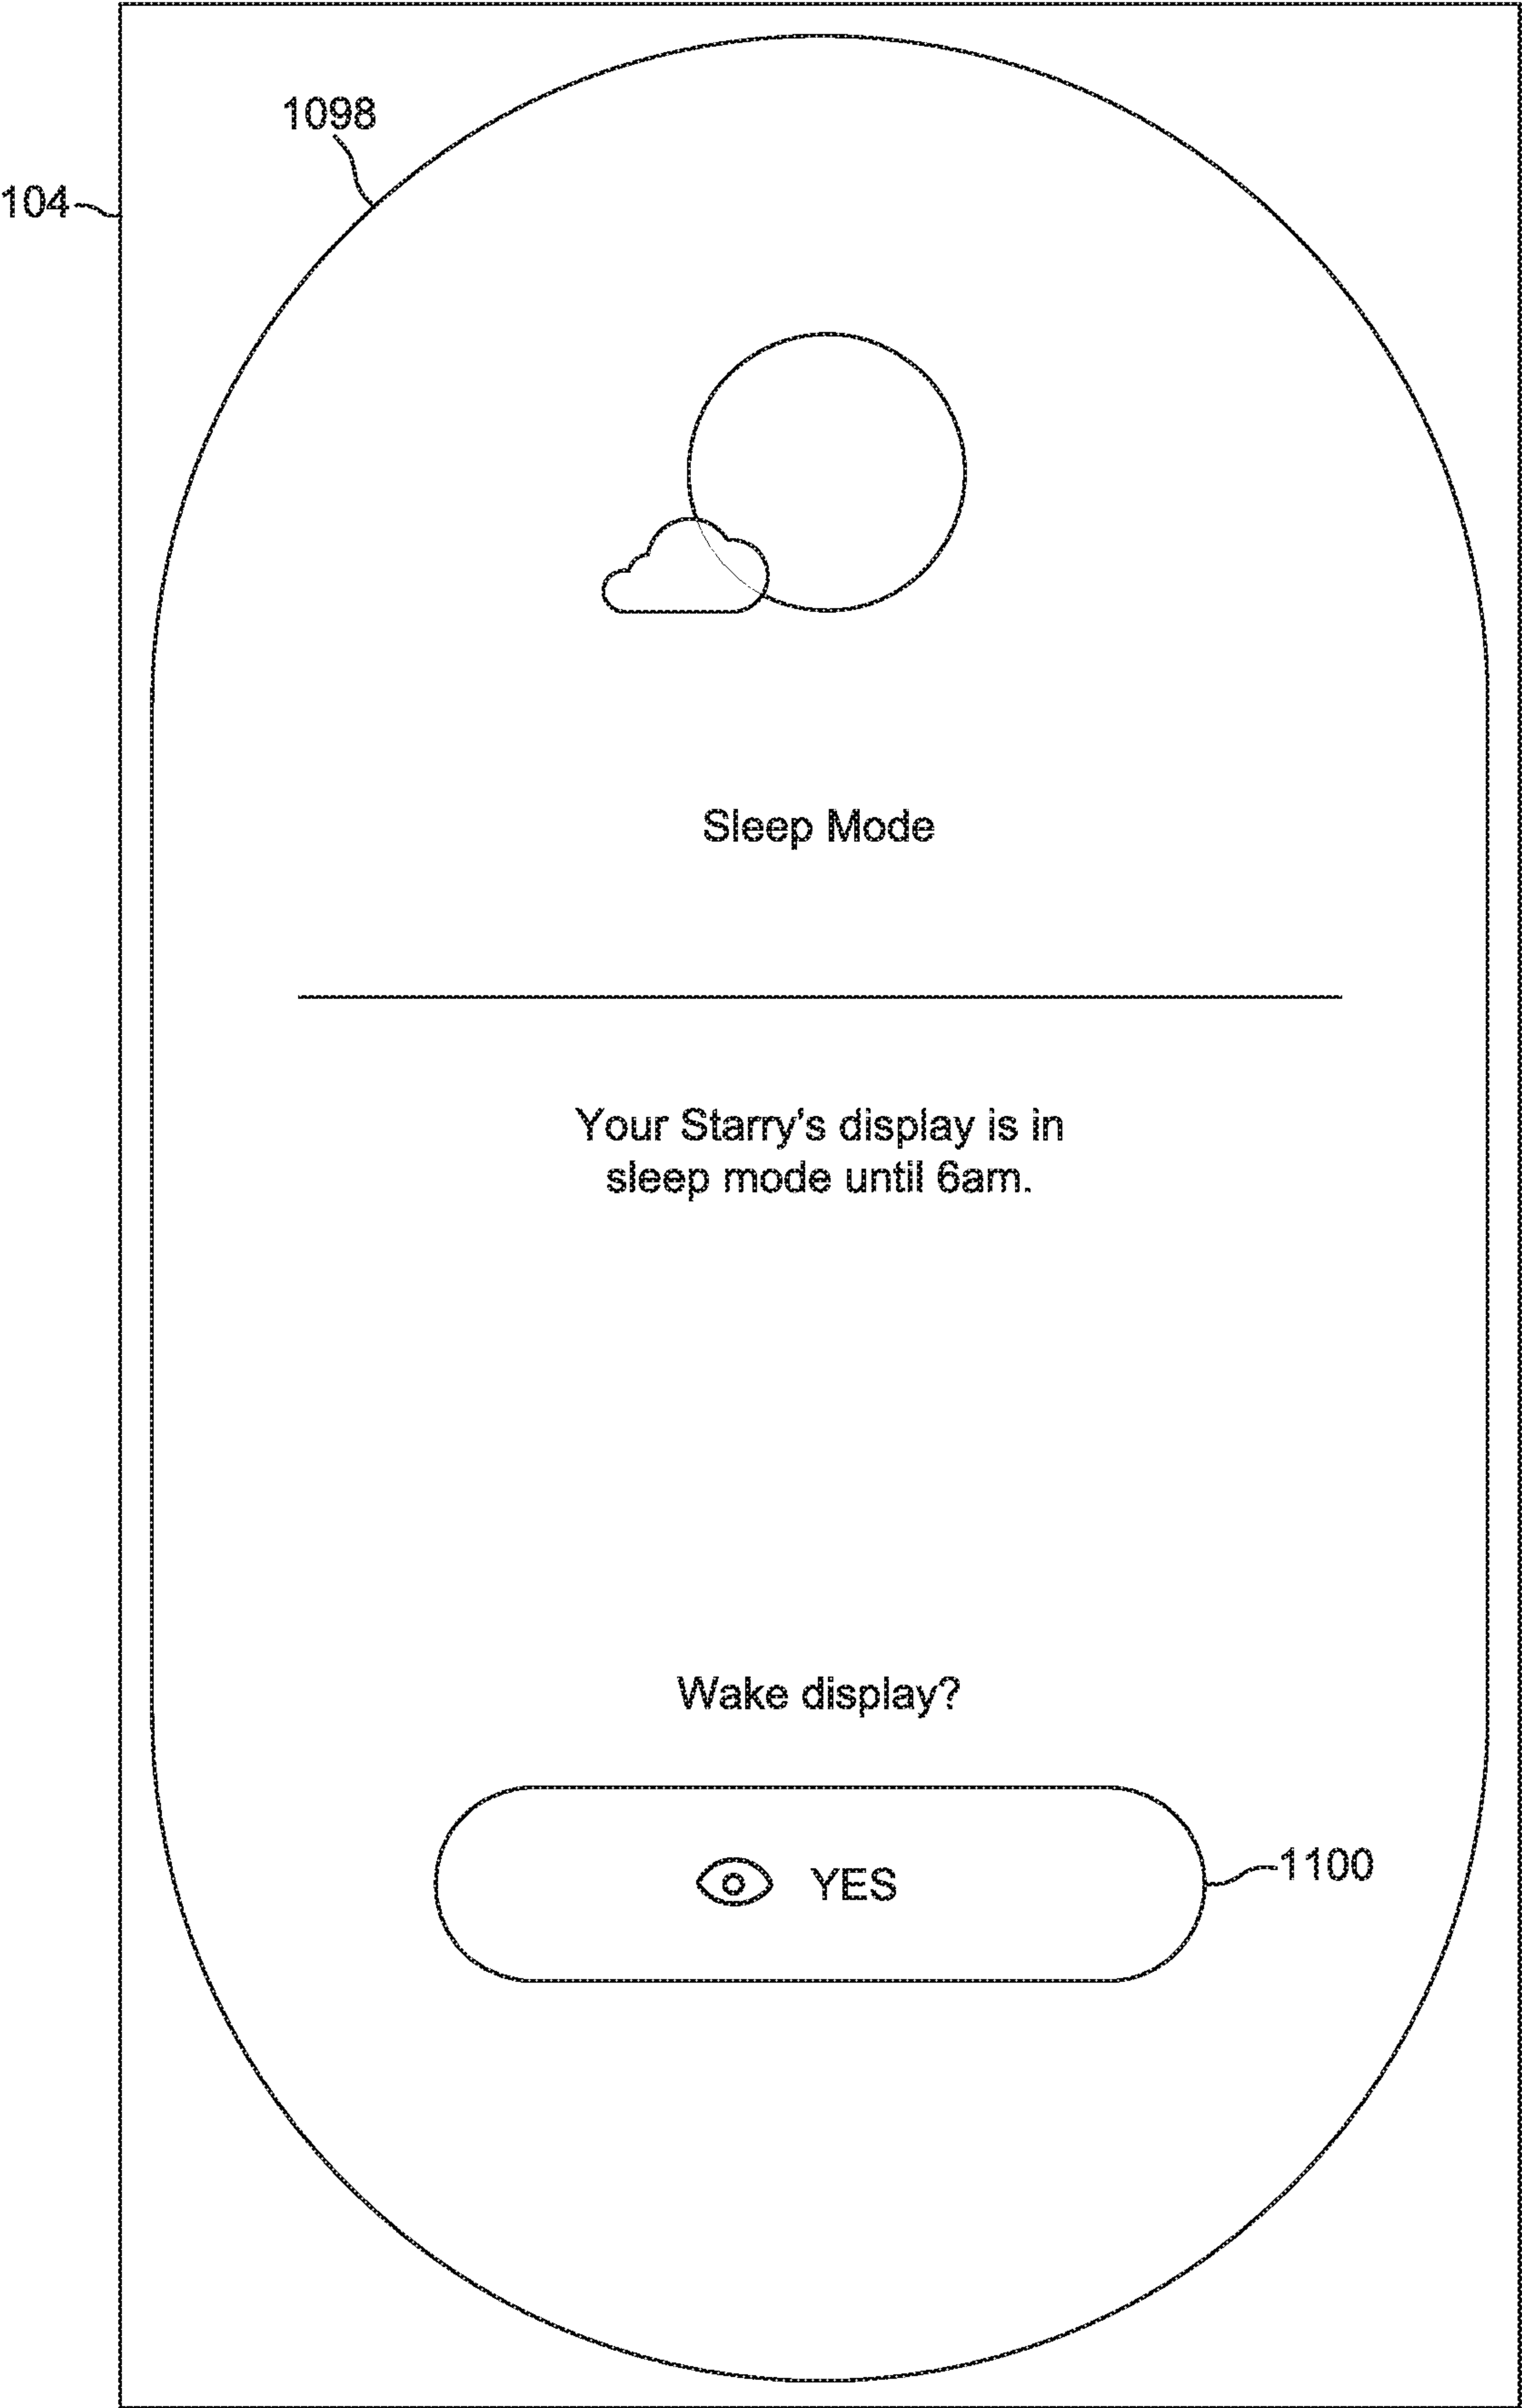 1098
104
Sleep Mode
Your Starry's display is in
sleep mode until 6am.
Wake display?
YES
1100